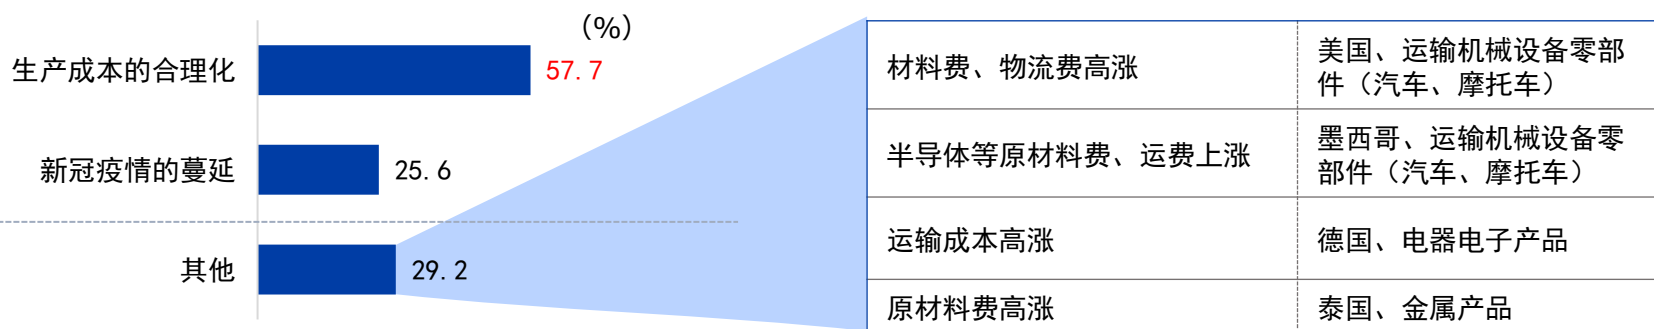 (%)
生产成本的合理化
57.7
新冠疫情的蔓延
25.6
其他
29.2
材料费、物流费高涨
美国、运输机械设备零部
件（汽车、摩托车）
半导体等原材料费、运费上涨
墨西哥、运输机械设备零
部件（汽车、摩托车）
运输成本高涨
德国、电器电子产品
原材料费高涨
泰国、金属产品